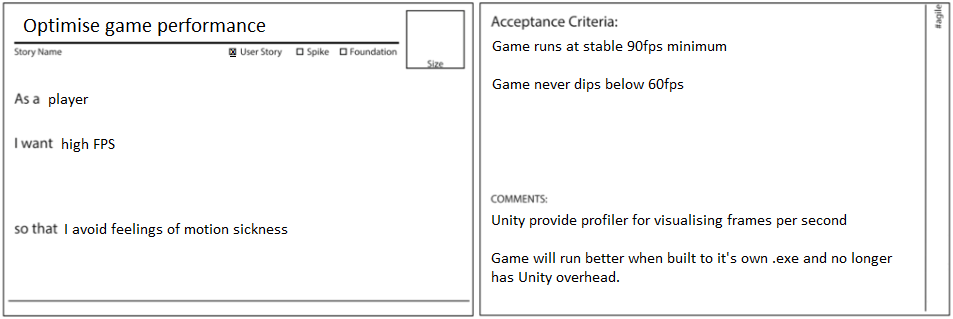 Optimise game performance
Story Name ☒ User Story ☐ Spike ☐ Foundation
Size
As a player
I want high FPS
so that I avoid feelings of motion sickness
Acceptance Criteria:
Game runs at stable 90fps minimum
Game never dips below 60fps
COMMENTS:
Unity provide profiler for visualising frames per second
Game will run better when built to it's own .exe and no longer
has Unity overhead.
#agile